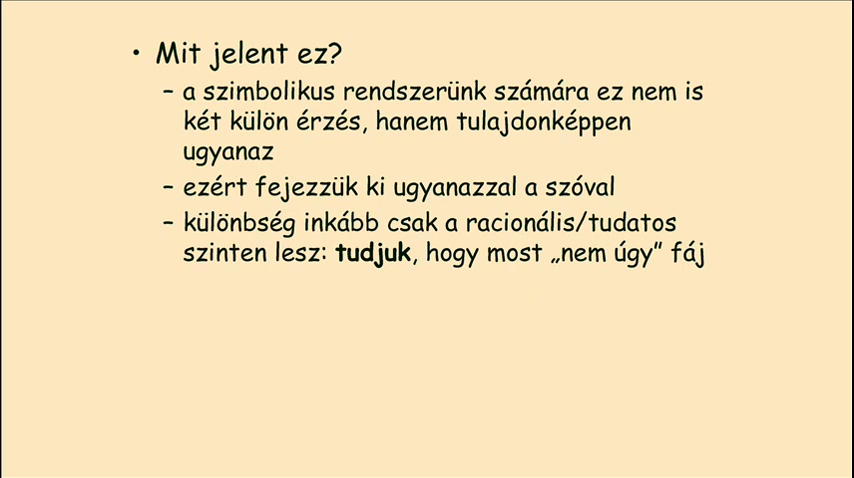 • Mit jelent ez?
– a szimbolikus rendszerünk számára ez nem is
két külön érzés, hanem tulajdonképpen
ugyanaz
– ezért fejezzük ki ugyanazzal a szóval
– különbség inkább csak a racionális/tudatos
szinten lesz: tudjuk, hogy most „nem úgy” fáj